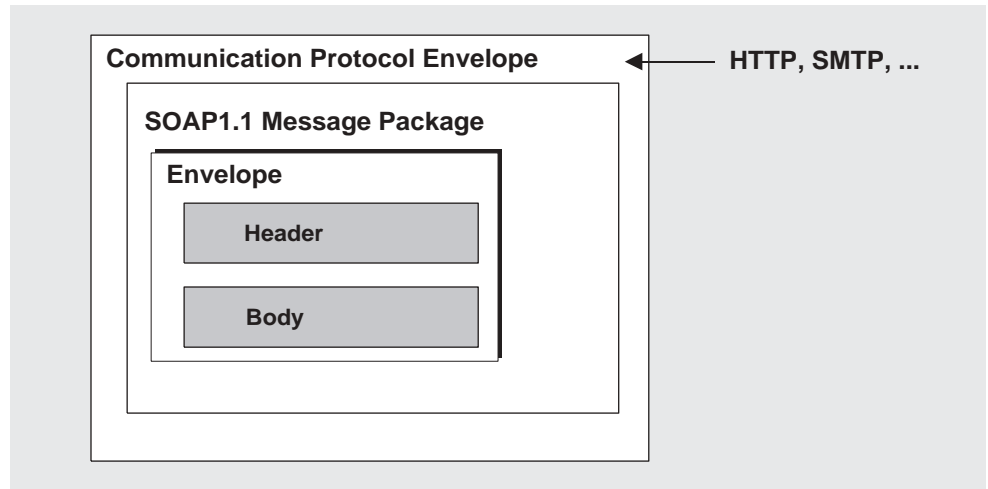 Communication Protocol Envelope
HTTP, SMTP, ...
SOAP1.1 Message Package
Envelope
Header
Body